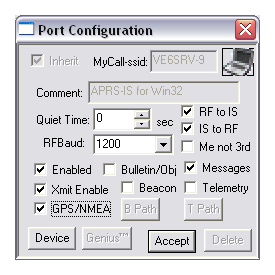 Port Configuration
Inherit MyCall-ssid: VE6SRV-9
Comment: APRS-IS for Win32
Quiet Time: 0 sec RF to IS
IS to RF
RFBaud: 1200 Me not 3rd
Enabled Bulletin/Obj Messages
Xmit Enable Beacon Telemetry
GPS/NMEA B Path T Path
Device Genius™ Accept Delete